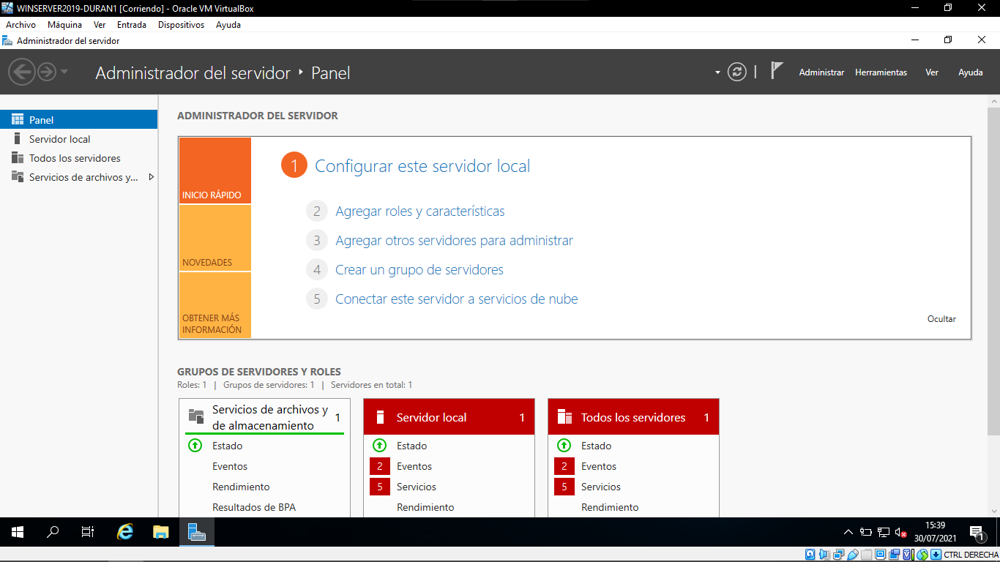 WINSERVER2019-DURAN1 [Corriendo] - Oracle VM VirtualBox
Archivo Máquina Ver Entrada Dispositivos Ayuda
Administrador del servidor
Administrador del servidor Panel
Administrar Herramientas Ver Ayuda
Panel
Servidor local
Todos los servidores
Servicios de archivos y...
ADMINISTRADOR DEL SERVIDOR
INICIO RÁPIDO
NOVEDADES
OBTENER MÁS
INFORMACIÓN
1 Configurar este servidor local
2 Agregar roles y características
3 Agregar otros servidores para administrar
4 Crear un grupo de servidores
5 Conectar este servidor a servicios de nube
Ocultar
GRUPOS DE SERVIDORES Y ROLES
Roles: 1 | Grupos de servidores: 1 | Servidores en total: 1
Servicios de archivos y
de almacenamiento 1
Estado
Eventos
Rendimiento
Resultados de BPA
Servidor local 1
Estado
2 Eventos
5 Servicios
Rendimiento
Todos los servidores 1
Estado
2 Eventos
5 Servicios
Rendimiento
15:39
30/07/2021
1
CTRL DERECHA